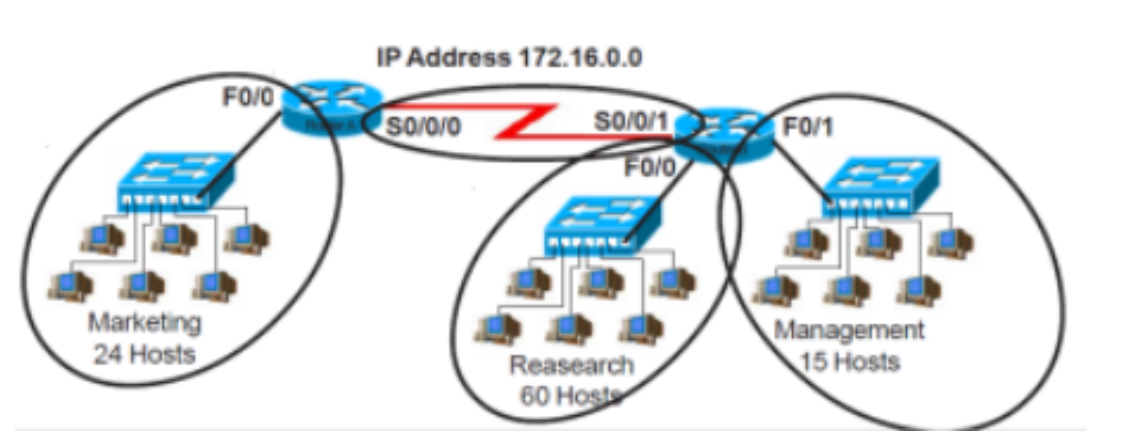 IP Address 172.16.0.0
F0/0
S0/0/0
S0/0/1
F0/1
F0/0
Marketing
24 Hosts
Reasearch
60 Hosts
Management
15 Hosts